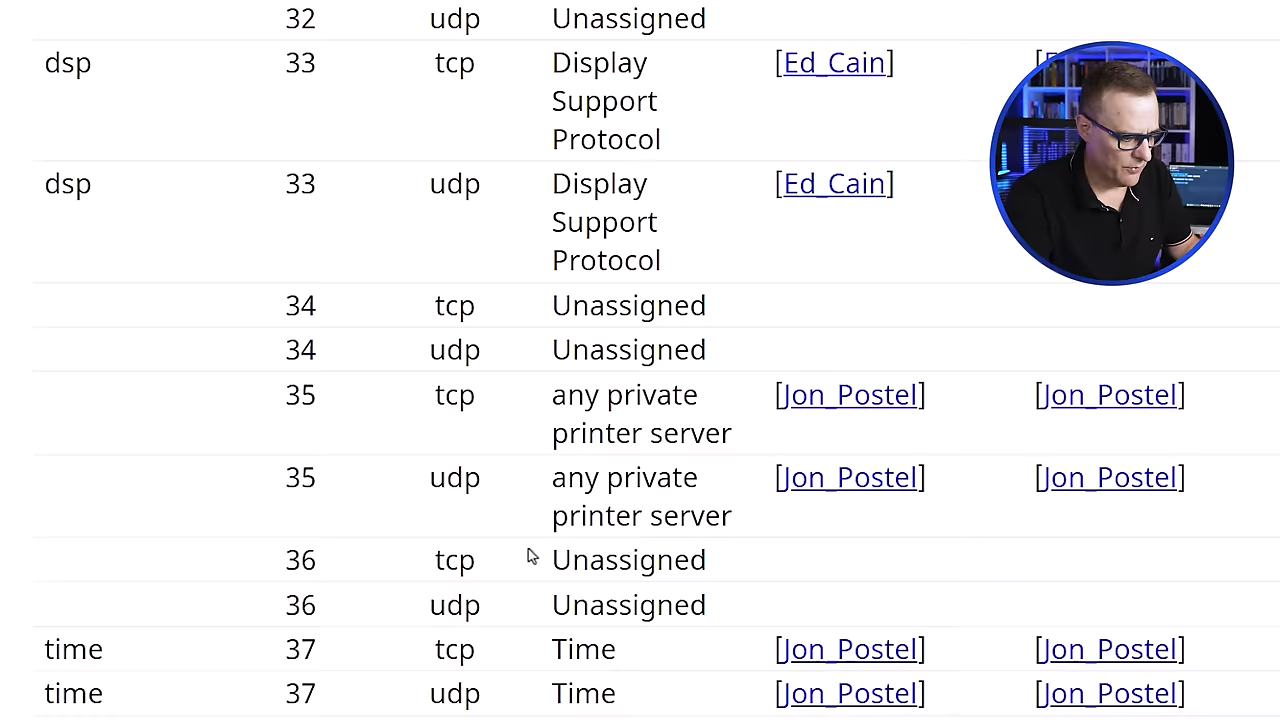 32 udp Unassigned
dsp 33 tcp Display [Ed_Cain]
Support
Protocol
dsp 33 udp Display [Ed_Cain]
Support
Protocol
34 tcp Unassigned
34 udp Unassigned
35 tcp any private [Jon_Postel] [Jon_Postel]
printer server
35 udp any private [Jon_Postel] [Jon_Postel]
printer server
36 tcp Unassigned
36 udp Unassigned
time 37 tcp Time [Jon_Postel] [Jon_Postel]
time 37 udp Time [Jon_Postel] [Jon_Postel]